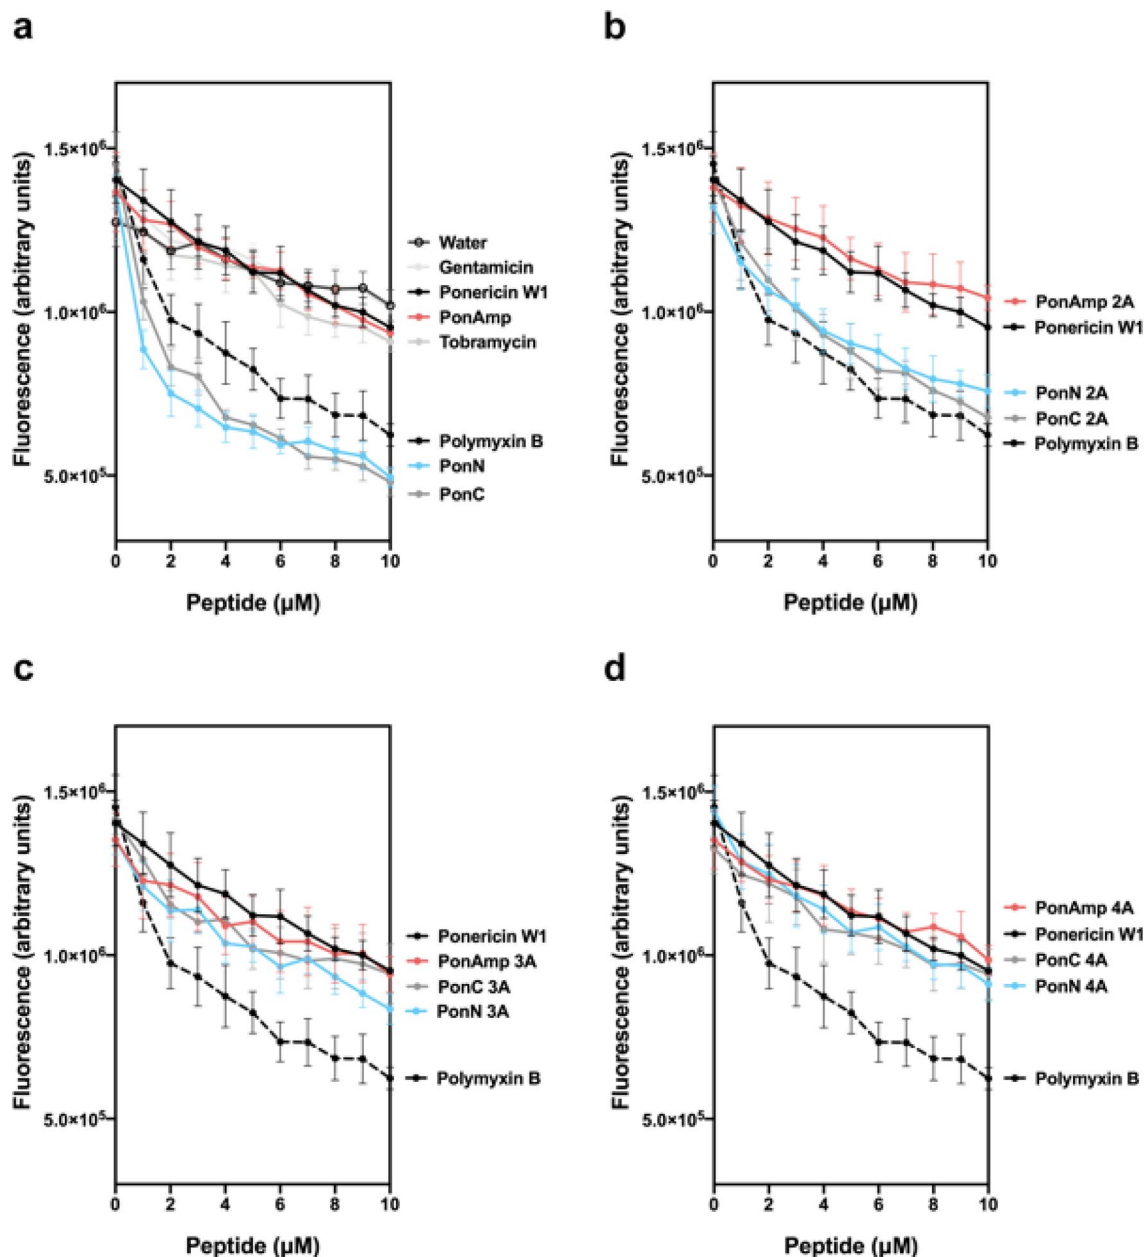 a
Fluorescence (arbitrary units)
1.5×10⁶
1.0×10⁶
5.0×10⁵
0 2 4 6 8 10
Peptide (µM)
Water
Gentamicin
Ponericin W1
PonAmp
Tobramycin
Polymyxin B
PonN
PonC
b
Fluorescence (arbitrary units)
1.5×10⁶
1.0×10⁶
5.0×10⁵
0 2 4 6 8 10
Peptide (µM)
PonAmp 2A
Ponericin W1
PonN 2A
PonC 2A
Polymyxin B
c
Fluorescence (arbitrary units)
1.5×10⁶
1.0×10⁶
5.0×10⁵
0 2 4 6 8 10
Peptide (µM)
Ponericin W1
PonAmp 3A
PonC 3A
PonN 3A
Polymyxin B
d
Fluorescence (arbitrary units)
1.5×10⁶
1.0×10⁶
5.0×10⁵
0 2 4 6 8 10
Peptide (µM)
PonAmp 4A
Ponericin W1
PonC 4A
PonN 4A
Polymyxin B